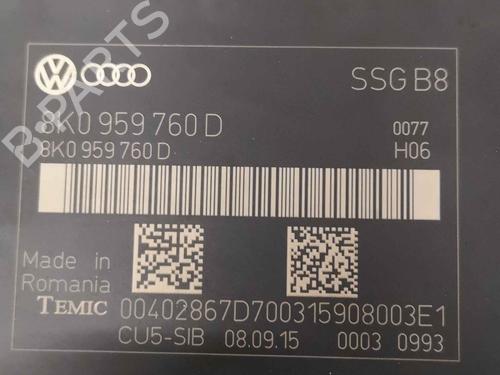 B-PARTS
SSG B8
8K0 959 760 D
0077
8K0 959 760 D
H06
Made in
Romania
TEMIC 00402867D700315908003E1
CU5-SIB 08.09.15 0003 0993